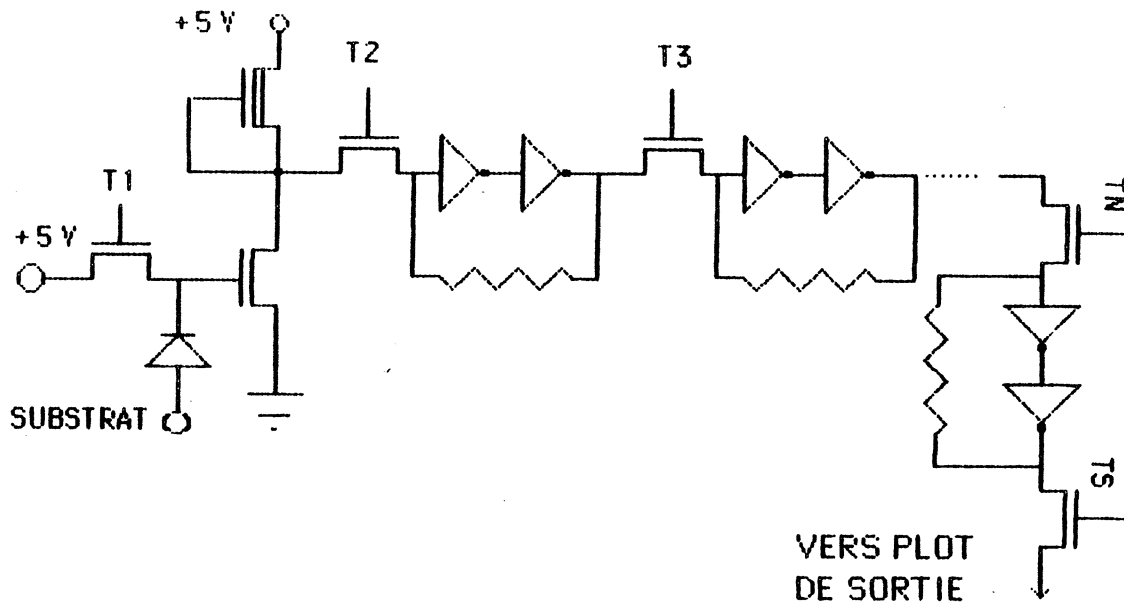 +5 V
T2
T3
T1
+5 V
TN
SUBSTRAT
TS
VERS PLOT
DE SORTIE